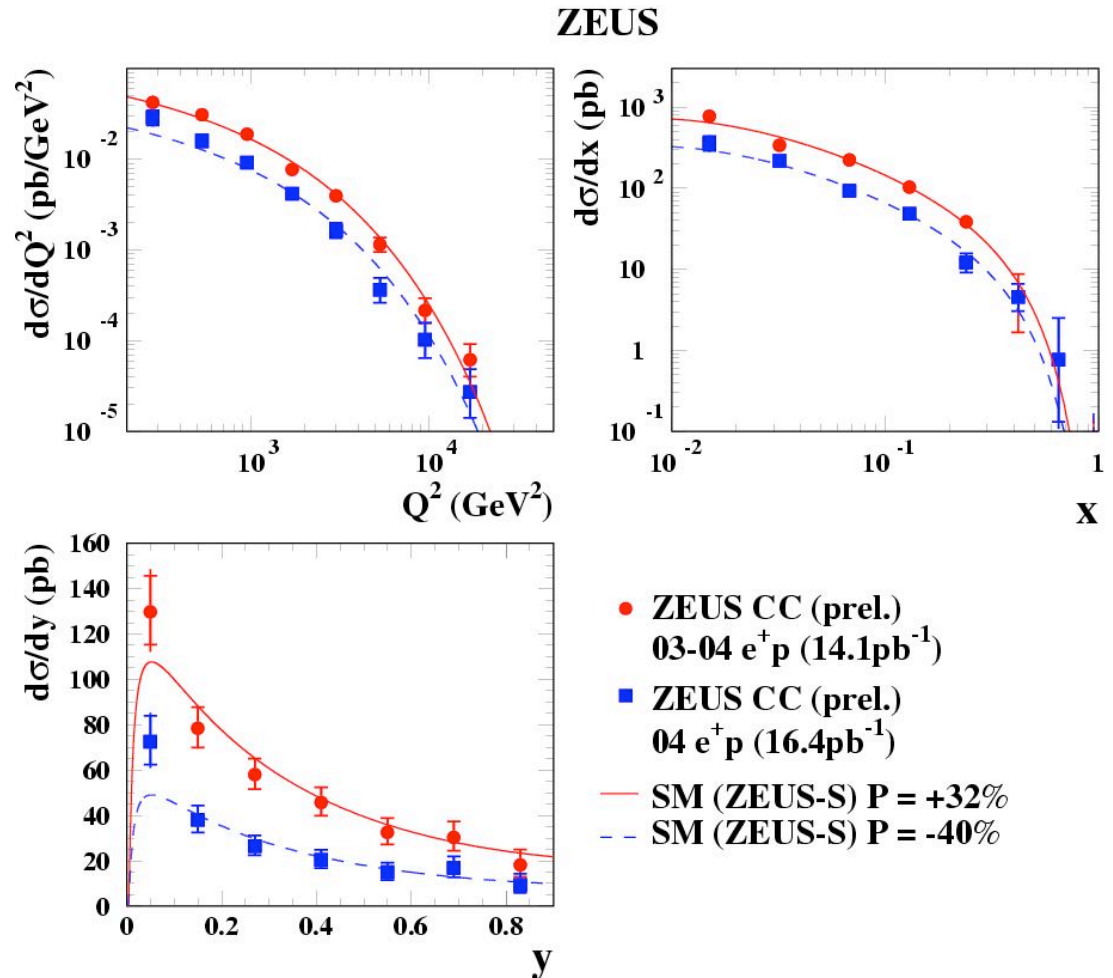 ZEUS
dσ/dQ² (pb/GeV²)
10⁻²
10⁻³
10⁻⁴
10⁻⁵
10³
10⁴
Q² (GeV²)
dσ/dx (pb)
10³
10²
10
1
10⁻¹
10⁻²
10⁻¹
1
x
dσ/dy (pb)
160
140
120
100
80
60
40
20
0
0
0.2
0.4
0.6
0.8
y
ZEUS CC (prel.)
03-04 e⁺p (14.1pb⁻¹)
ZEUS CC (prel.)
04 e⁺p (16.4pb⁻¹)
SM (ZEUS-S) P = +32%
SM (ZEUS-S) P = -40%